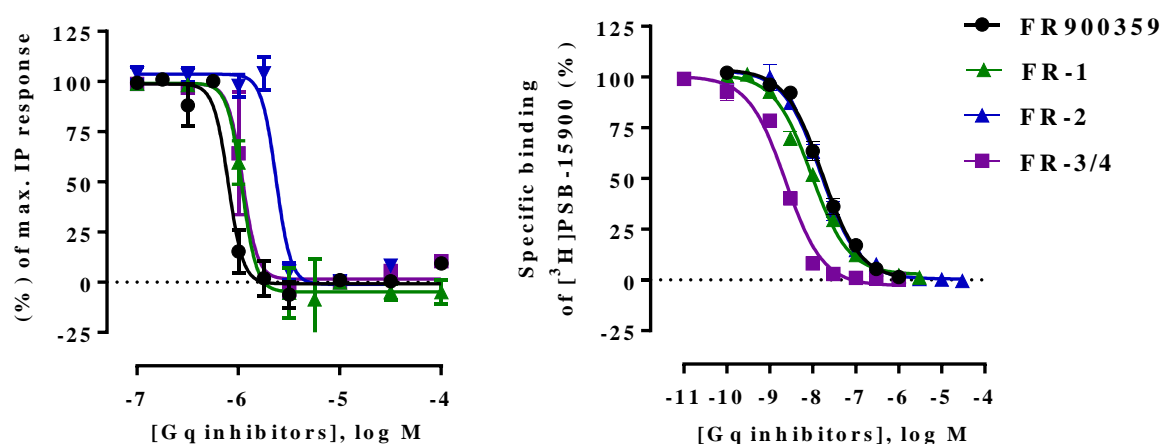 (%) of max. IP response
125
100
75
50
25
0
-25
-7 -6 -5 -4
[Gq inhibitors], log M
Specific binding
of [³H]PSB-15900 (%)
125
100
75
50
25
0
-25
-11 -10 -9 -8 -7 -6 -5 -4
[Gq inhibitors], log M
FR900359
FR-1
FR-2
FR-3/4